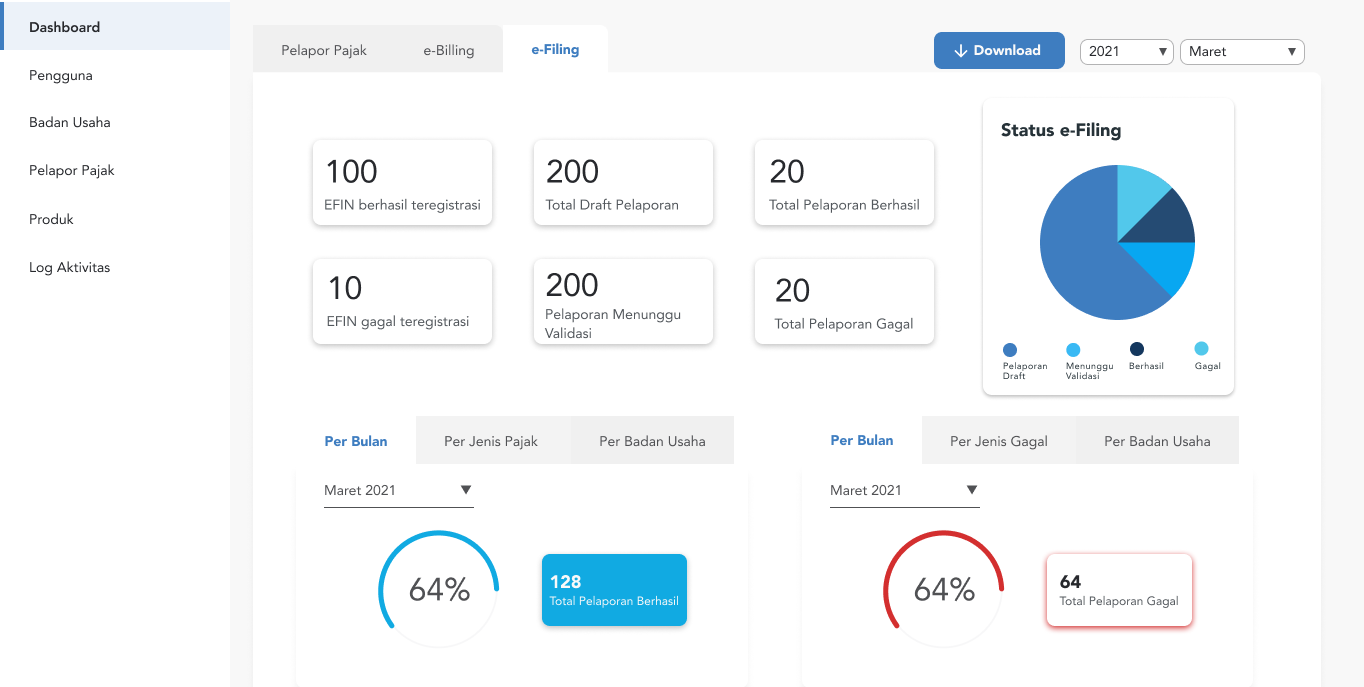 Dashboard
Pengguna
Badan Usaha
Pelapor Pajak
Produk
Log Aktivitas
Pelapor Pajak
e-Billing
e-Filing
Download
2021
Maret
100
EFIN berhasil teregistrasi
200
Total Draft Pelaporan
20
Total Pelaporan Berhasil
10
EFIN gagal teregistrasi
200
Pelaporan Menunggu
Validasi
20
Total Pelaporan Gagal
Status e-Filing
Pelaporan
Draft
Menunggu
Validasi
Berhasil
Gagal
Per Bulan
Per Jenis Pajak
Per Badan Usaha
Maret 2021
64%
128
Total Pelaporan Berhasil
Per Bulan
Per Jenis Gagal
Per Badan Usaha
Maret 2021
64%
64
Total Pelaporan Gagal